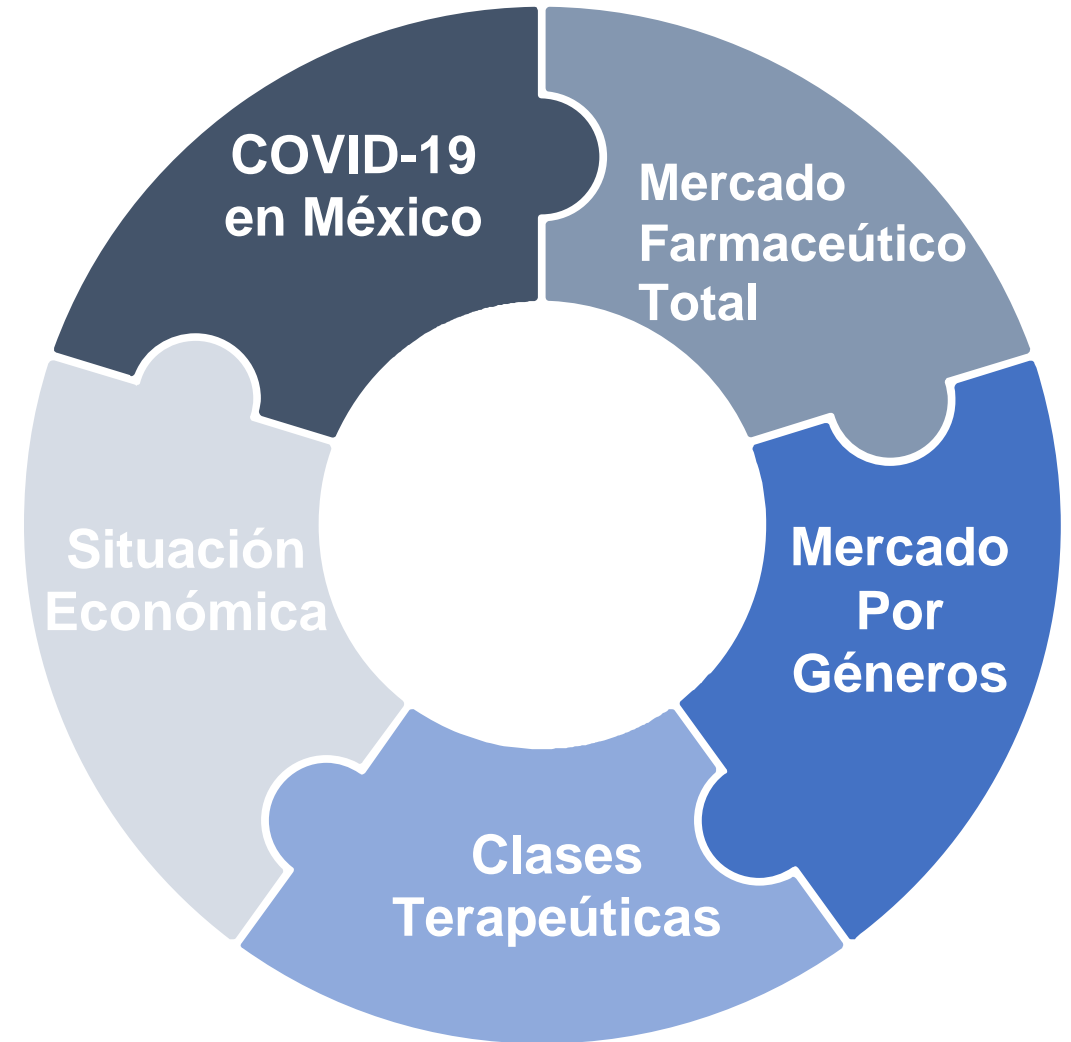 COVID-19
en México
Mercado
Farmaceútico
Total
Mercado
Por
Géneros
Clases
Terapeúticas
Situación
Económica